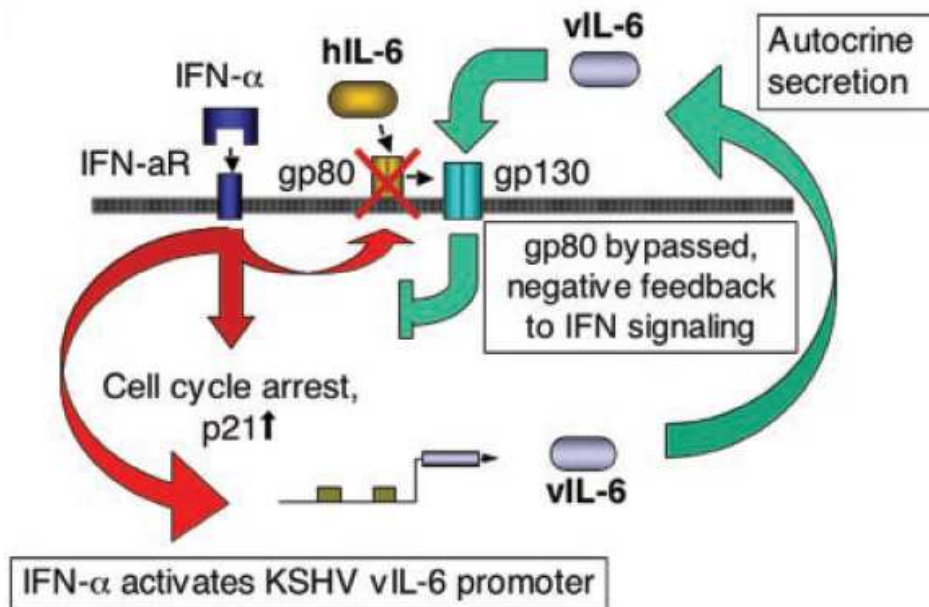 vIL-6
Autocrine
secretion
hIL-6
IFN-α
IFN-aR
gp80
gp130
gp80 bypassed,
negative feedback
to IFN signaling
Cell cycle arrest,
p21⬆
vIL-6
IFN-α activates KSHV vIL-6 promoter